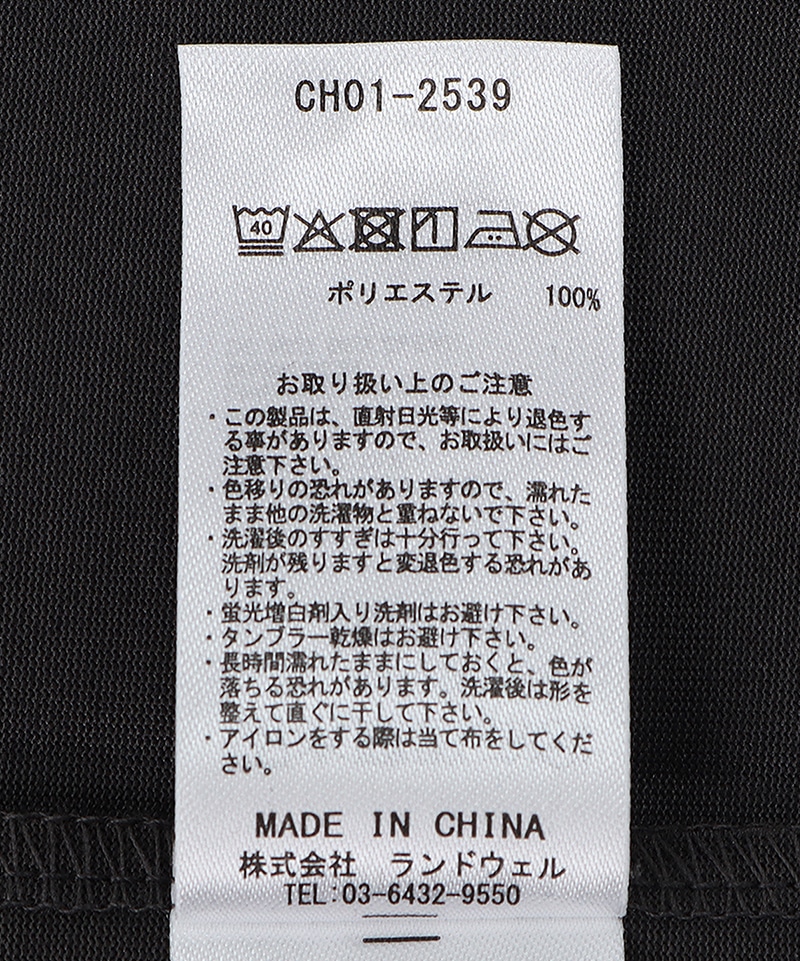 CH01-2539
40
ポリエステル 100%
お取り扱い上のご注意
・この製品は、直射日光等により退色す
る事がありますので、お取扱いにはご
注意下さい。
・色移りの恐れがありますので、濡れた
まま他の洗濯物と重ねないで下さい。
・洗濯後のすすぎは十分行って下さい。
洗剤が残りますと変退色する恐れがあ
ります。
・蛍光増白剤入り洗剤はお避け下さい。
・タンブラー乾燥はお避け下さい。
・長時間濡れたままにしておくと、色が
落ちる恐れがあります。洗濯後は形を
整えて直ぐに干して下さい。
・アイロンをする際は当て布をしてくだ
さい。
MADE IN CHINA
株式会社 ランドウェル
TEL:03-6432-9550